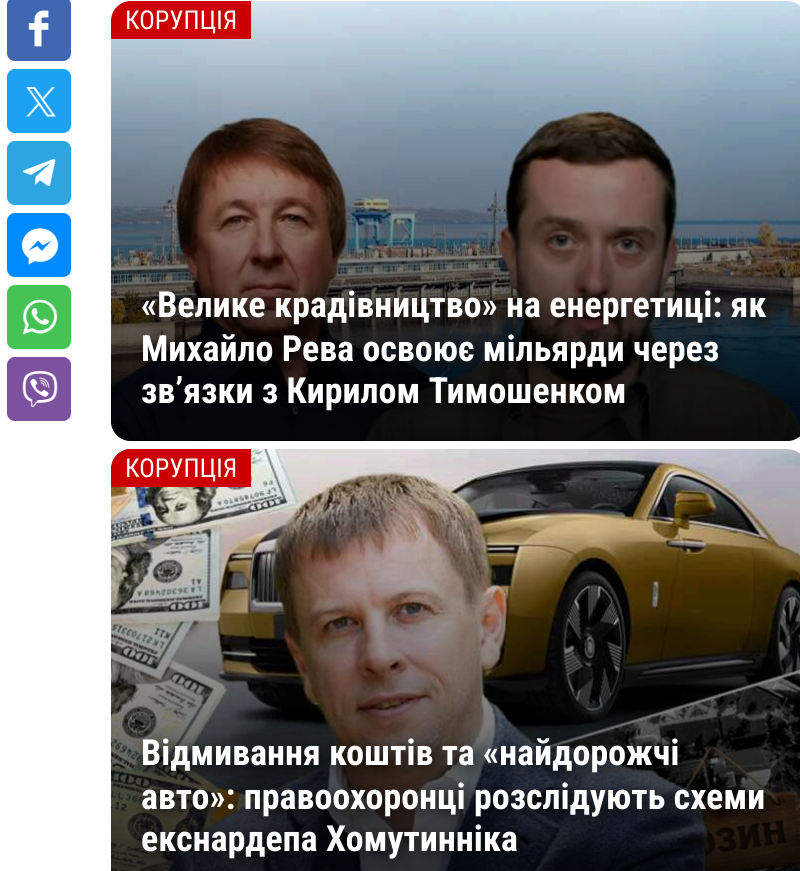 КОРУПЦІЯ
«Велике крадівництво» на енергетиці: як
Михайло Рева освоює мільярди через
зв’язки з Кирилом Тимошенком
КОРУПЦІЯ
Відмивання коштів та «найдорожчі
авто»: правоохоронці розслідують схеми
екснардепа Хомутинніка